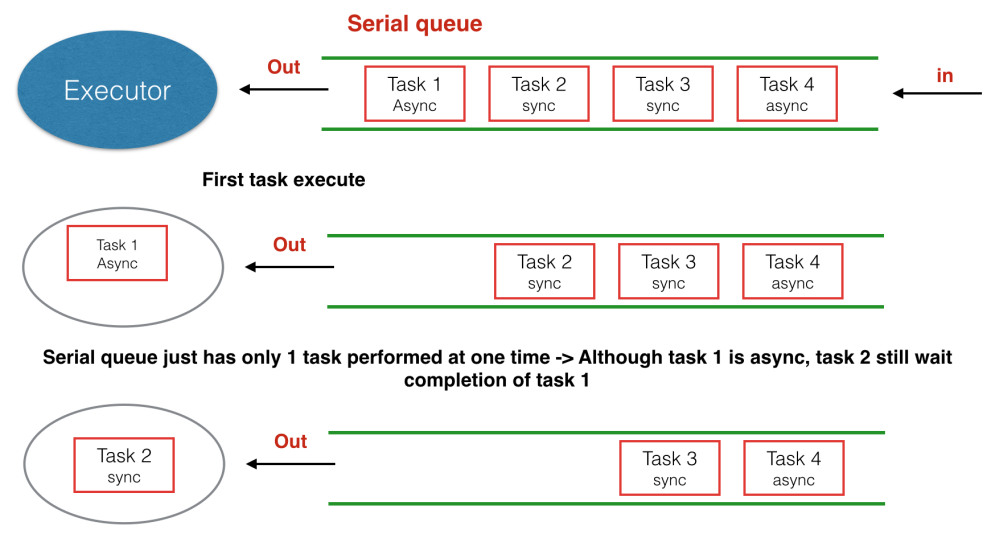 Serial queue
Executor
Out
Task 1
Async
Task 2
sync
Task 3
sync
Task 4
async
in
First task execute
Task 1
Async
Out
Task 2
sync
Task 3
sync
Task 4
async
Serial queue just has only 1 task performed at one time -> Although task 1 is async, task 2 still wait
completion of task 1
Task 2
sync
Out
Task 3
sync
Task 4
async